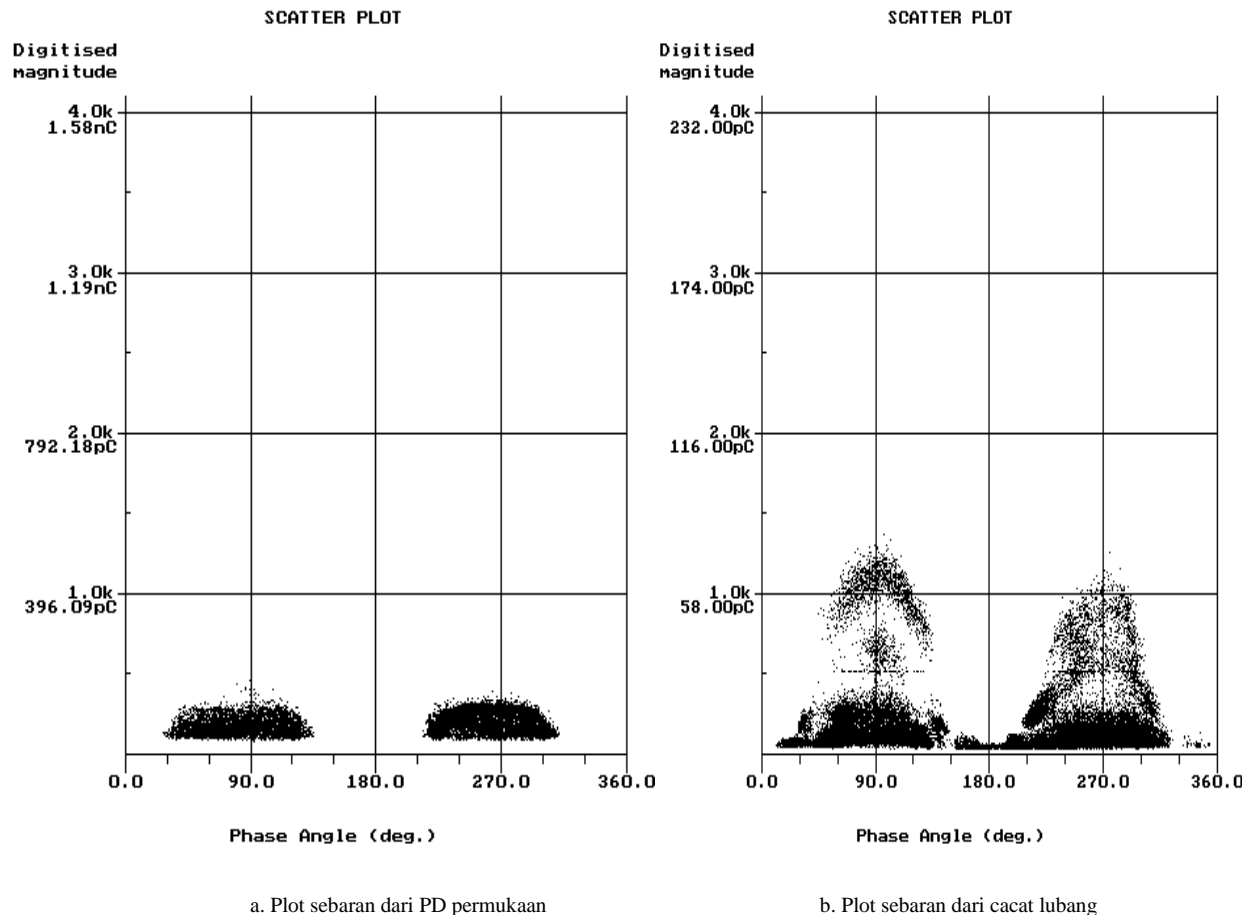 SCATTER PLOT
Digitised
magnitude
4.0k
1.58nC
3.0k
1.19nC
2.0k
792.18pC
1.0k
396.09pC
0.0 90.0 180.0 270.0 360.0
Phase Angle (deg.)
a. Plot sebaran dari PD permukaan
SCATTER PLOT
Digitised
magnitude
4.0k
232.00pC
3.0k
174.00pC
2.0k
116.00pC
1.0k
58.00pC
0.0 90.0 180.0 270.0 360.0
Phase Angle (deg.)
b. Plot sebaran dari cacat lubang